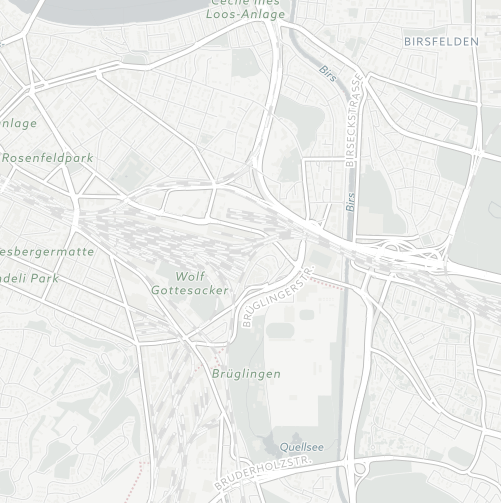 Cécile Ines
Loos-Anlage
BIRSFELDEN
Birs
BIRSECKSTRASSE
nlage
Rosenfeldpark
Birs
esbergermatte
deli Park
Wolf
Gottesacker
BRÜGLINGERSTR.
Brüglingen
Quellsee
BRUDERHOLZSTR.